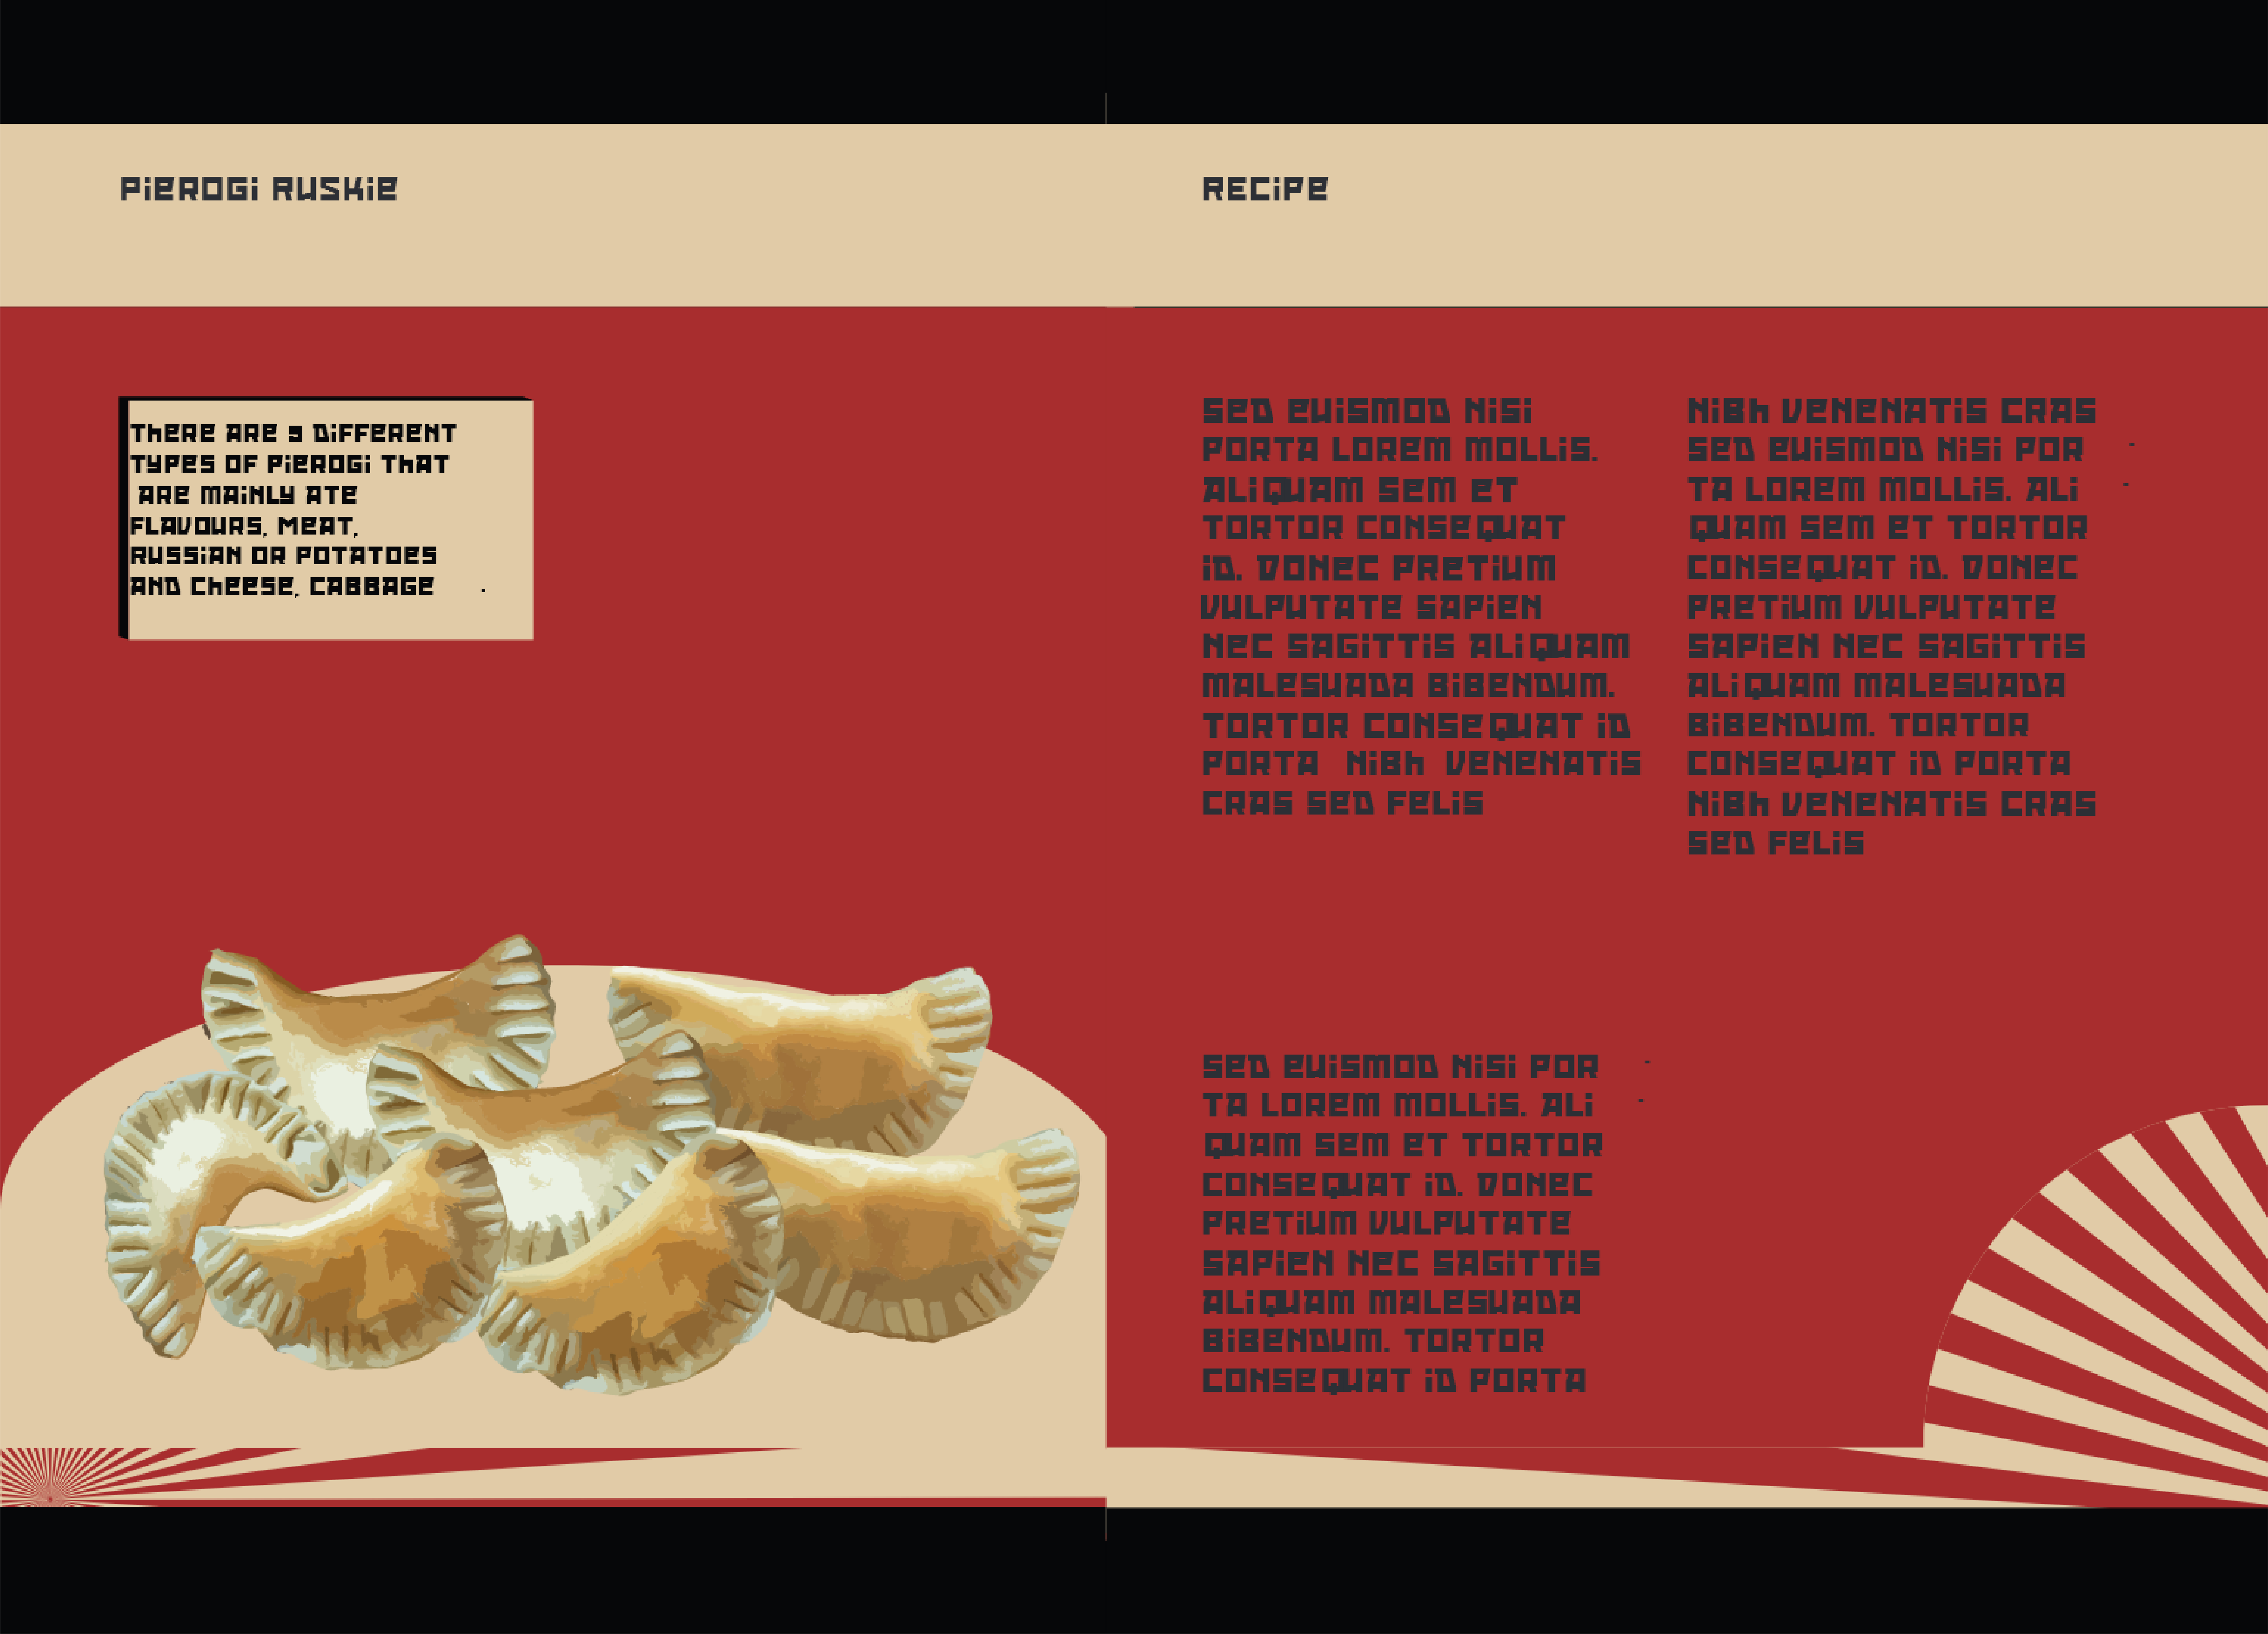 PiEROGi RUSKiE
RECiPE
ThERE ARE 9 DiFFERENT
TYPES OF PiEROGi ThAT
ARE MAiNLY ATE
FLAVOURS, MEAT,
RUSSiAN OR POTATOES
AND ChEESE, CABBAGE .
SED EUiSMOD NiSi
PORTA LOREM MOLLiS.
ALiQUAM SEM ET
TORTOR CONSEQUAT
iD. DONEC PRETiUM
VULPUTATE SAPiEN
NEC SAGiTTiS ALiQUAM
MALESUADA BiBENDUM.
TORTOR CONSEQUAT iD
PORTA NiBh VENENATiS
CRAS SED FELiS
NiBh VENENATiS CRAS
SED EUiSMOD NiSi POR -
TA LOREM MOLLiS. ALi -
QUAM SEM ET TORTOR
CONSEQUAT iD. DONEC
PRETiUM VULPUTATE
SAPiEN NEC SAGiTTiS
ALiQUAM MALESUADA
BiBENDUM. TORTOR
CONSEQUAT iD PORTA
NiBh VENENATiS CRAS
SED FELiS
SED EUiSMOD NiSi POR -
TA LOREM MOLLiS. ALi -
QUAM SEM ET TORTOR
CONSEQUAT iD. DONEC
PRETiUM VULPUTATE
SAPiEN NEC SAGiTTiS
ALiQUAM MALESUADA
BiBENDUM. TORTOR
CONSEQUAT iD PORTA